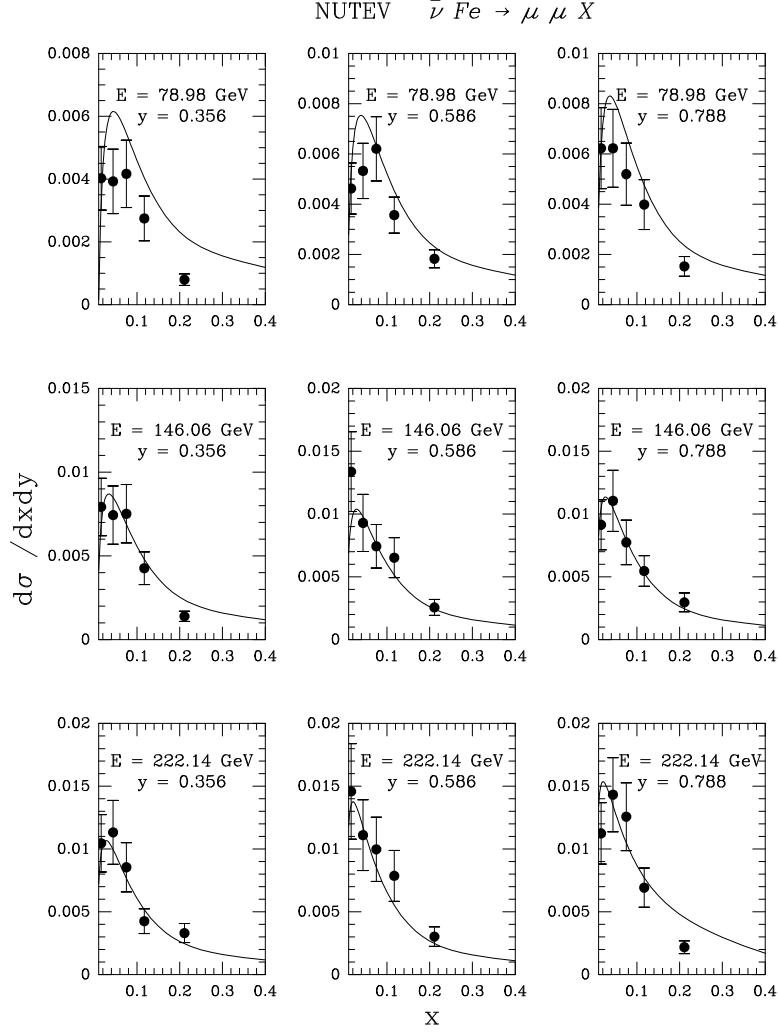 NUTEV ν̄ Fe → μ μ X
0.008
0.006
0.004
0.002
0
E = 78.98 GeV
y = 0.356
0.1 0.2 0.3 0.4
0.01
0.008
0.006
0.004
0.002
0
E = 78.98 GeV
y = 0.586
0.1 0.2 0.3 0.4
0.01
0.008
0.006
0.004
0.002
0
E = 78.98 GeV
y = 0.788
0.1 0.2 0.3 0.4
dσ /dxdy
0.015
0.01
0.005
0
E = 146.06 GeV
y = 0.356
0.1 0.2 0.3 0.4
0.02
0.015
0.01
0.005
0
E = 146.06 GeV
y = 0.586
0.1 0.2 0.3 0.4
0.02
0.015
0.01
0.005
0
E = 146.06 GeV
y = 0.788
0.1 0.2 0.3 0.4
0.02
0.015
0.01
0.005
0
E = 222.14 GeV
y = 0.356
0.1 0.2 0.3 0.4
0.02
0.015
0.01
0.005
0
E = 222.14 GeV
y = 0.586
0.1 0.2 0.3 0.4
0.02
0.015
0.01
0.005
0
E = 222.14 GeV
y = 0.788
0.1 0.2 0.3 0.4
x